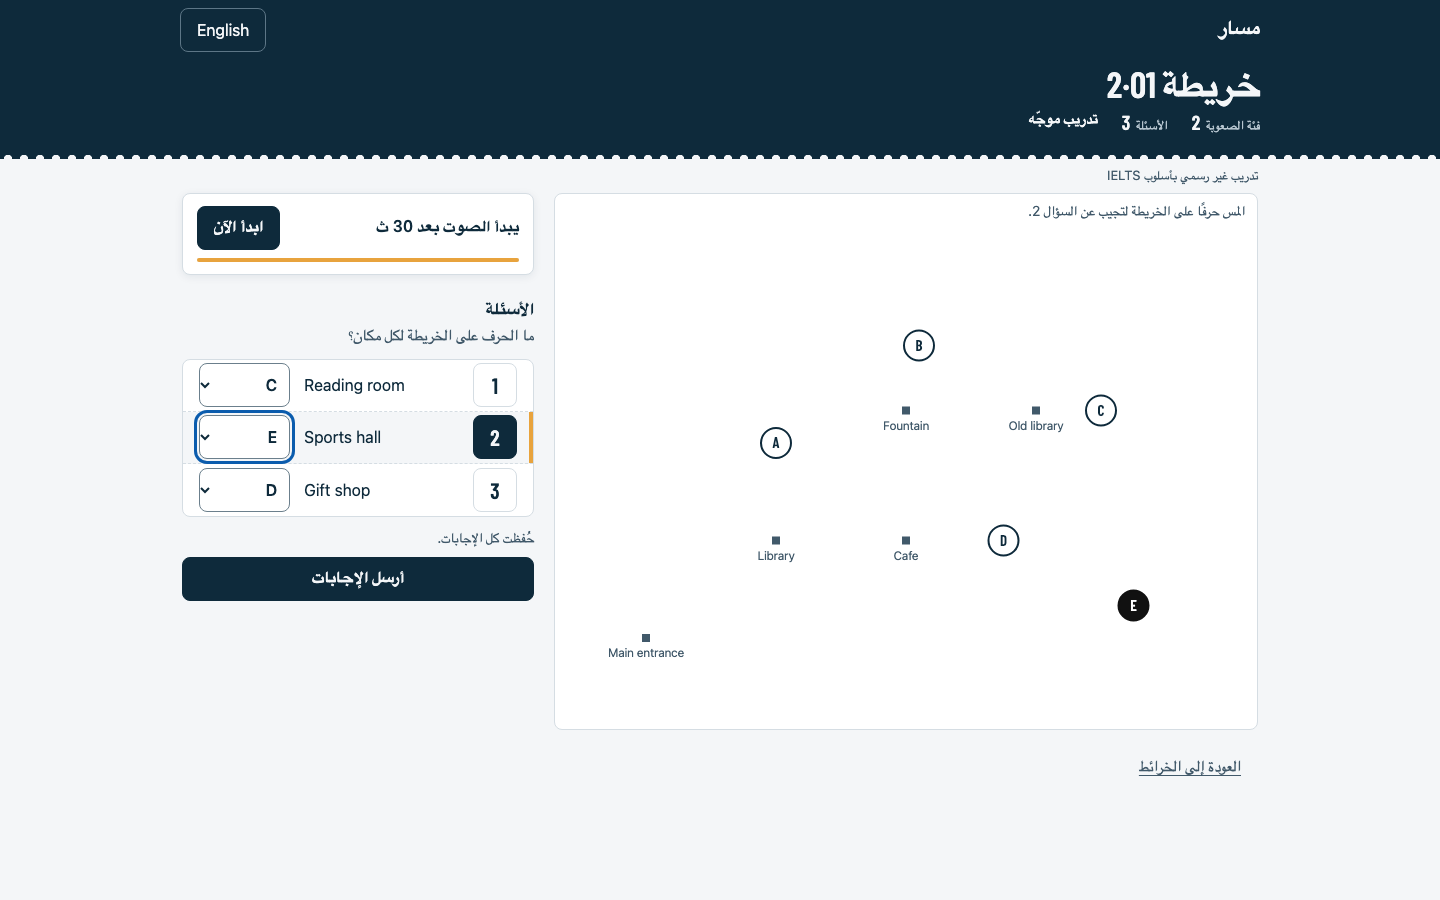 مسار
English
خريطة 2·01
فئة الصعوبة 2 الأسئلة 3 تدريب موجّه
تدريب غير رسمي بأسلوب IELTS
المس حرفًا على الخريطة لتجيب عن السؤال 2.
B
C
Fountain
Old library
A
D
Library
Cafe
E
Main entrance
يبدأ الصوت بعد 30 ث
ابدأ الآن
الأسئلة
ما الحرف على الخريطة لكل مكان؟
1 Reading room C
2 Sports hall E
3 Gift shop D
حُفظت كل الإجابات.
أرسل الإجابات
العودة إلى الخرائط